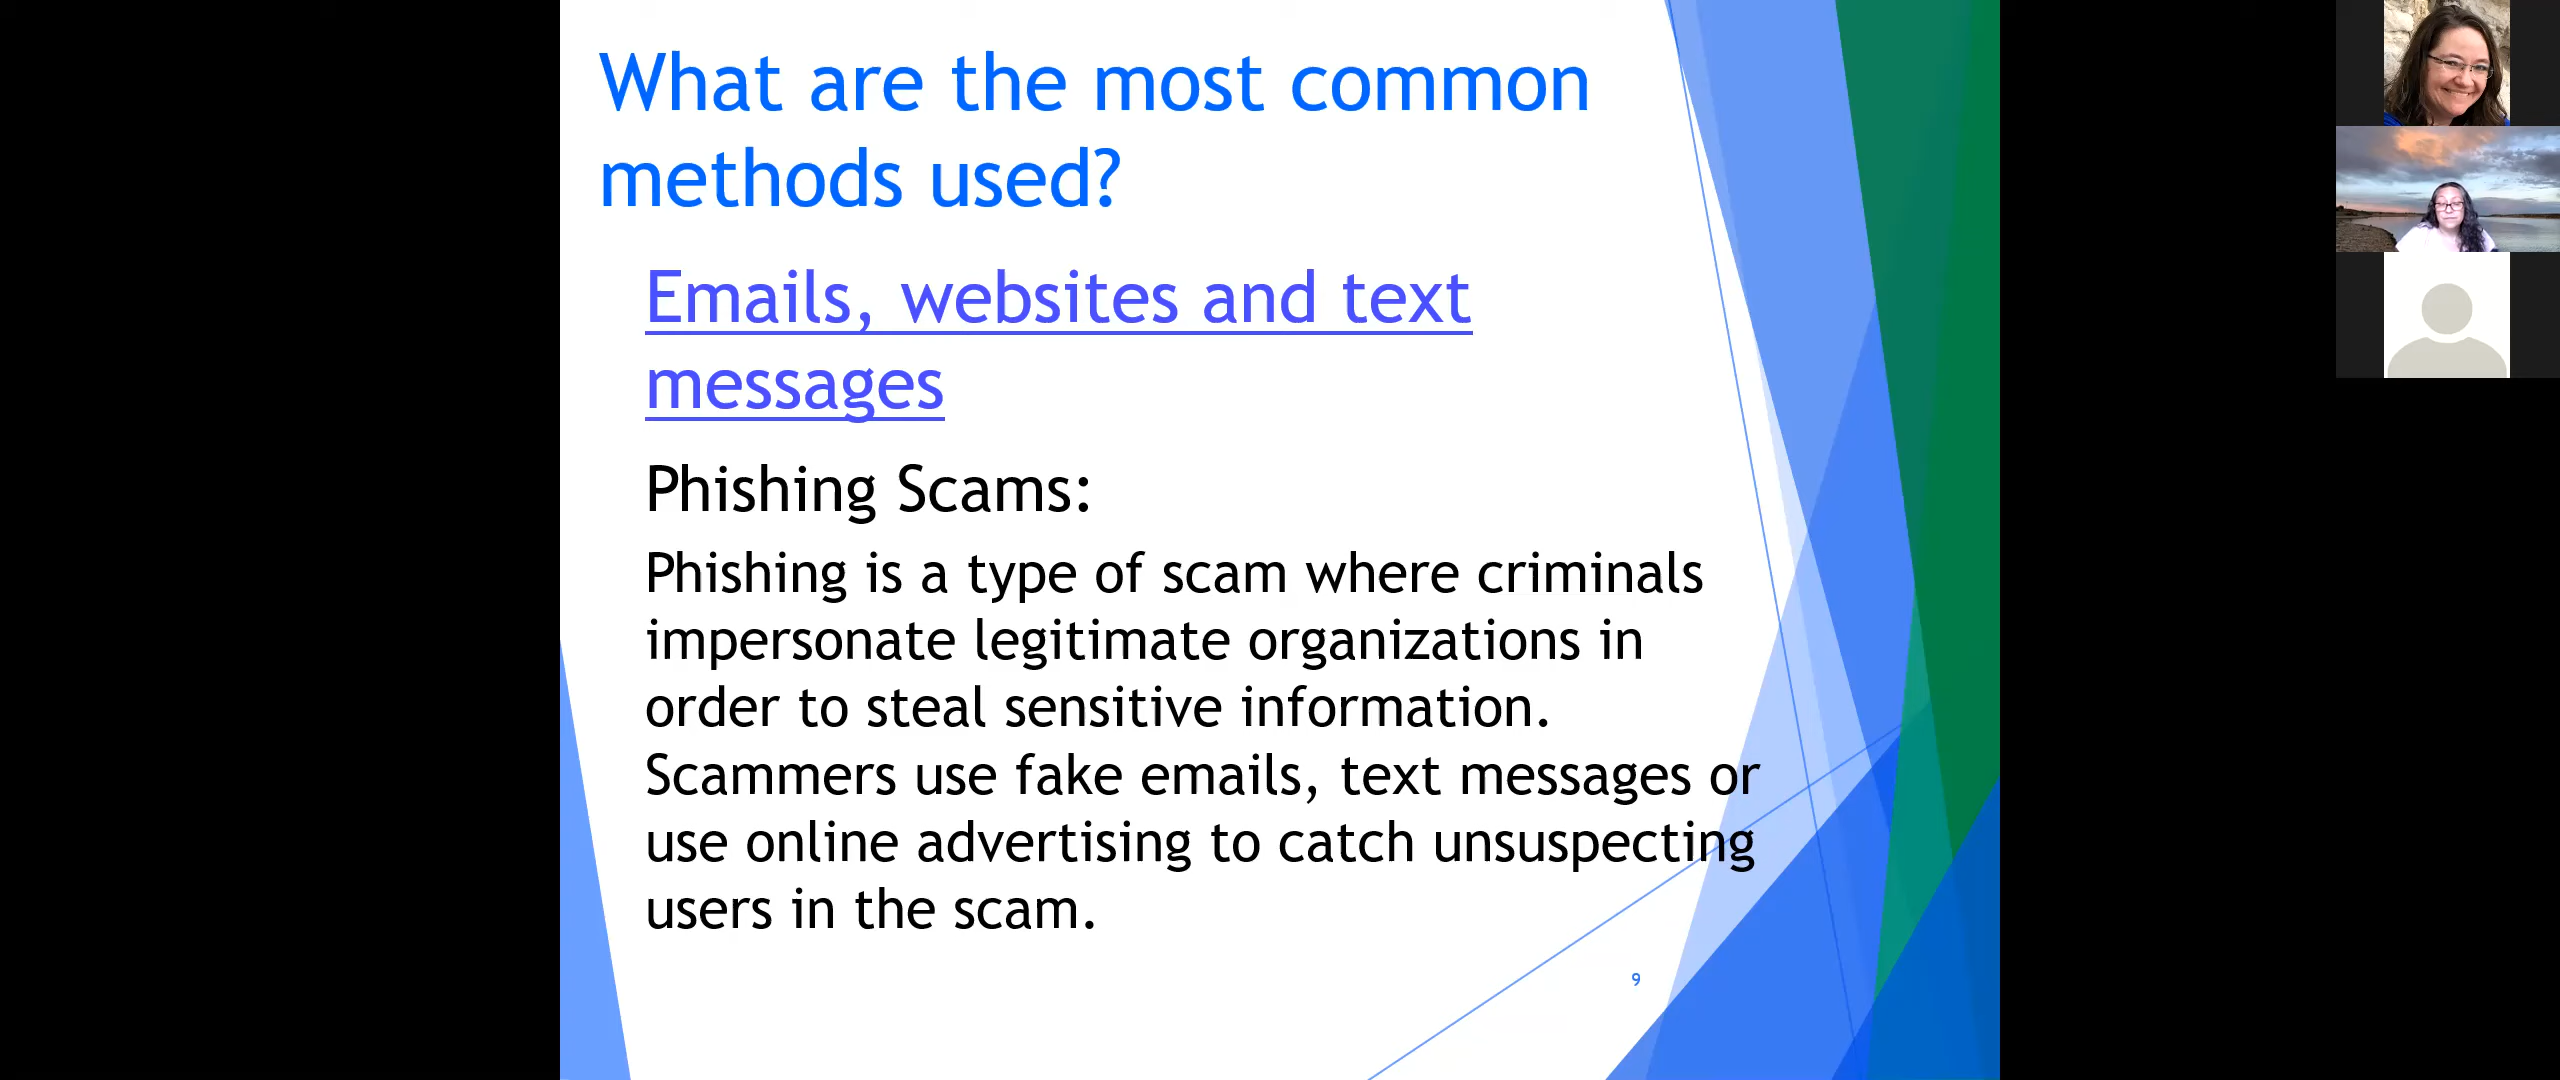 What are the most common
methods used?
Emails, websites and text
messages
Phishing Scams:
Phishing is a type of scam where criminals
impersonate legitimate organizations in
order to steal sensitive information.
Scammers use fake emails, text messages or
use online advertising to catch unsuspecting
users in the scam.
9